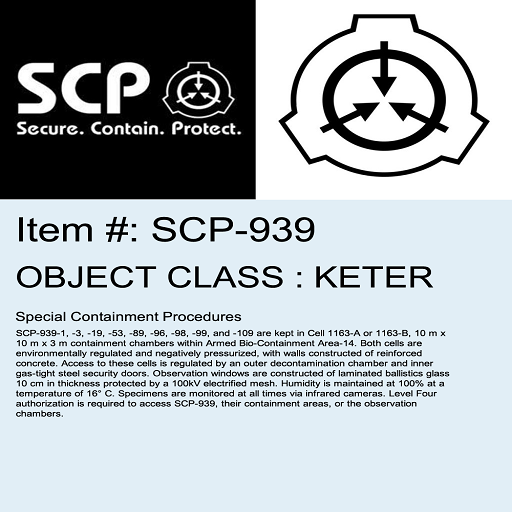 SCP
Secure. Contain. Protect.
Item #: SCP-939
OBJECT CLASS : KETER
Special Containment Procedures
SCP-939-1, -3, -19, -53, -89, -96, -98, -99, and -109 are kept in Cell 1163-A or 1163-B, 10 m x
10 m x 3 m containment chambers within Armed Bio-Containment Area-14. Both cells are
environmentally regulated and negatively pressurized, with walls constructed of reinforced
concrete. Access to these cells is regulated by an outer decontamination chamber and inner
gas-tight steel security doors. Observation windows are constructed of laminated ballistics glass
10 cm in thickness protected by a 100kV electrified mesh. Humidity is maintained at 100% at a
temperature of 16° C. Specimens are monitored at all times via infrared cameras. Level Four
authorization is required to access SCP-939, their containment areas, or the observation
chambers.